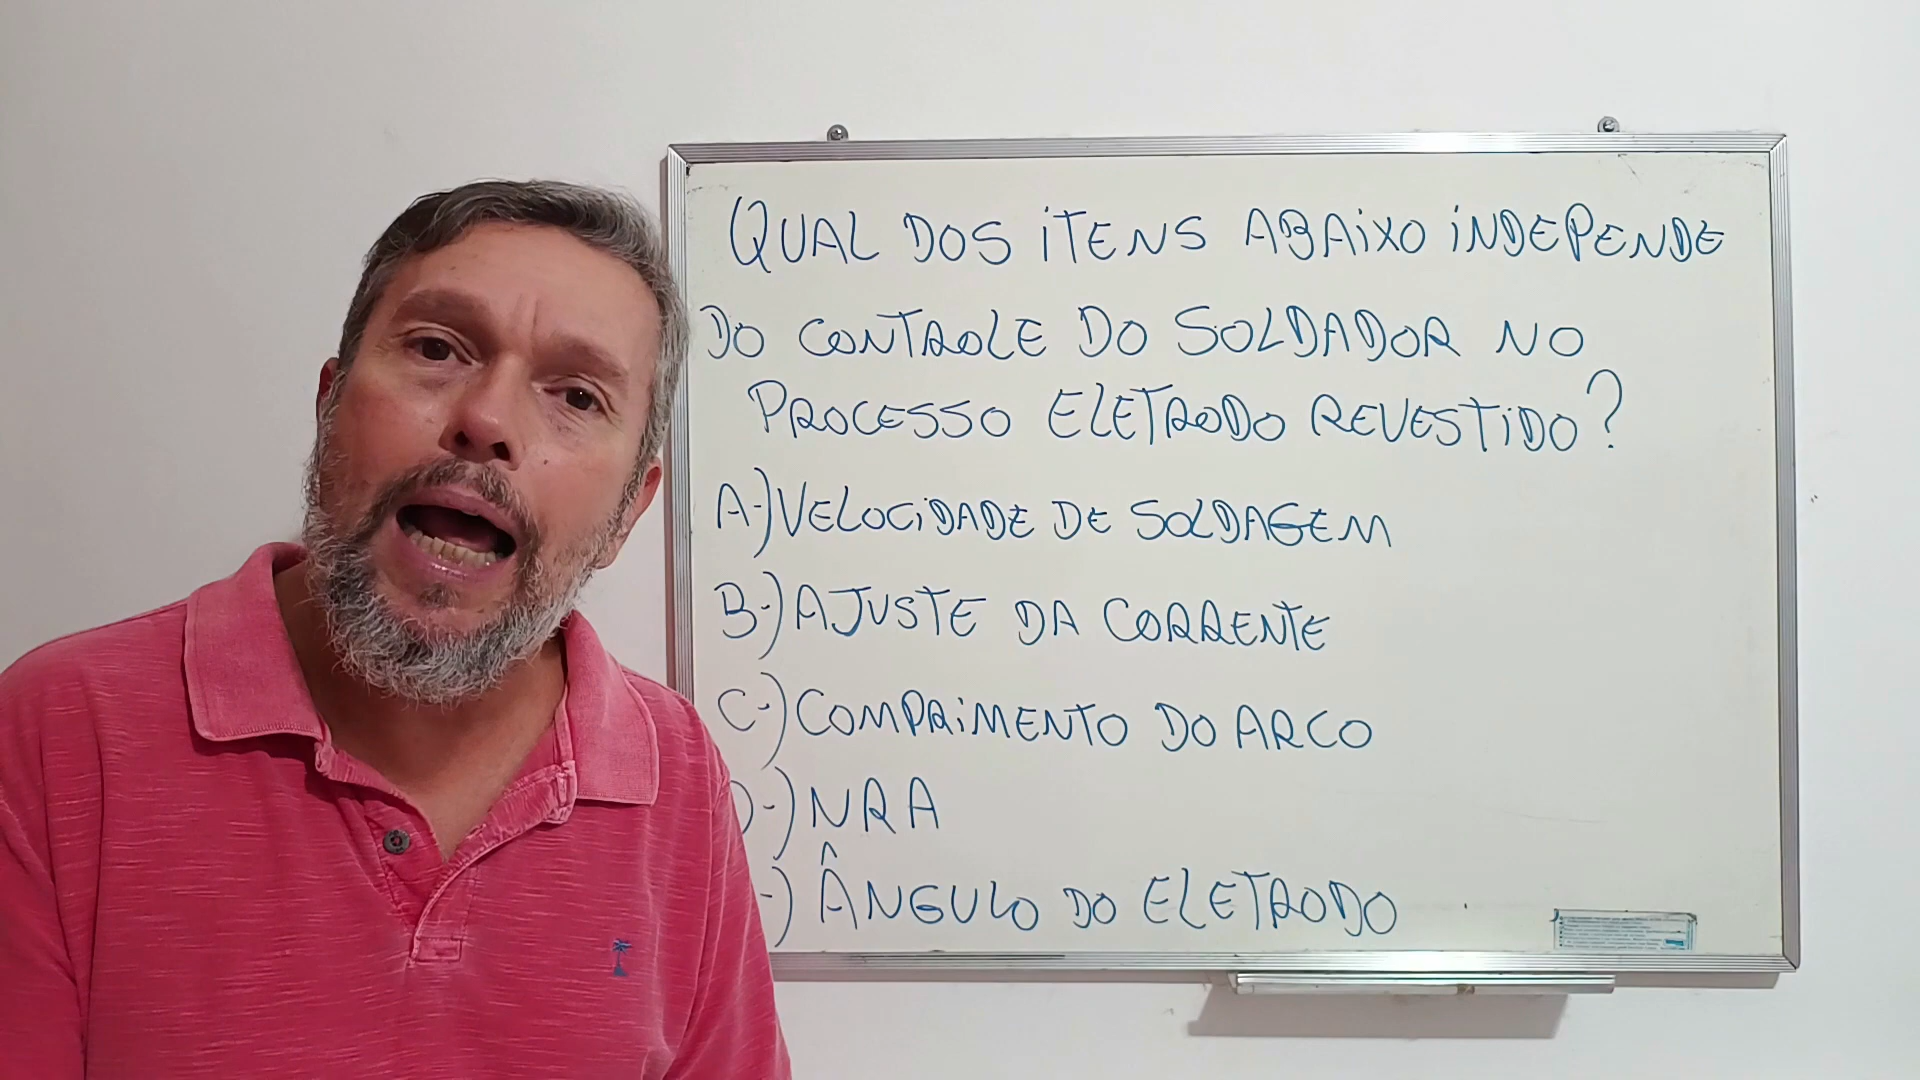 QUAL DOS ITENS ABAIXO INDEPENDE
DO CONTROLE DO SOLDADOR NO
PROCESSO ELETRODO REVESTIDO?
A-) VELOCIDADE DE SOLDAGEM
B-) AJUSTE DA CORRENTE
C-) COMPRIMENTO DO ARCO
D-) NRA
-) ÂNGULO DO ELETRODO